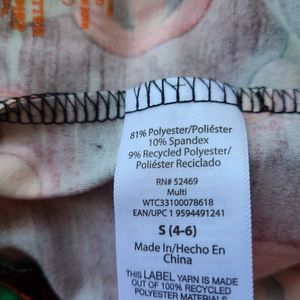 81% Polyester/Poliéster
10% Spandex
9% Recycled Polyester/
Poliéster Reciclado
RN# 52469
Multi
WTC33100078618
EAN/UPC 1 9594491241
S (4-6)
Made In/Hecho En
China
THIS LABEL YARN IS MADE
OUT OF 100% RECYCLED
POLYESTER MATERIALS